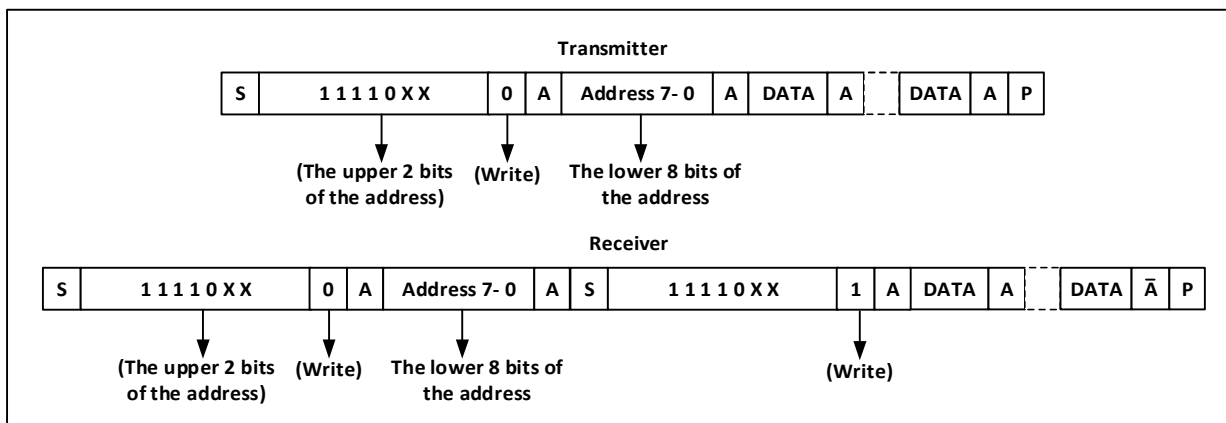 Transmitter
S 1 1 1 1 0 X X 0 A Address 7- 0 A DATA A DATA A P
(The upper 2 bits of the address) (Write) The lower 8 bits of the address
Receiver
S 1 1 1 1 0 X X 0 A Address 7- 0 A S 1 1 1 1 0 X X 1 A DATA A DATA Ā P
(The upper 2 bits of the address) (Write) The lower 8 bits of the address (Write)